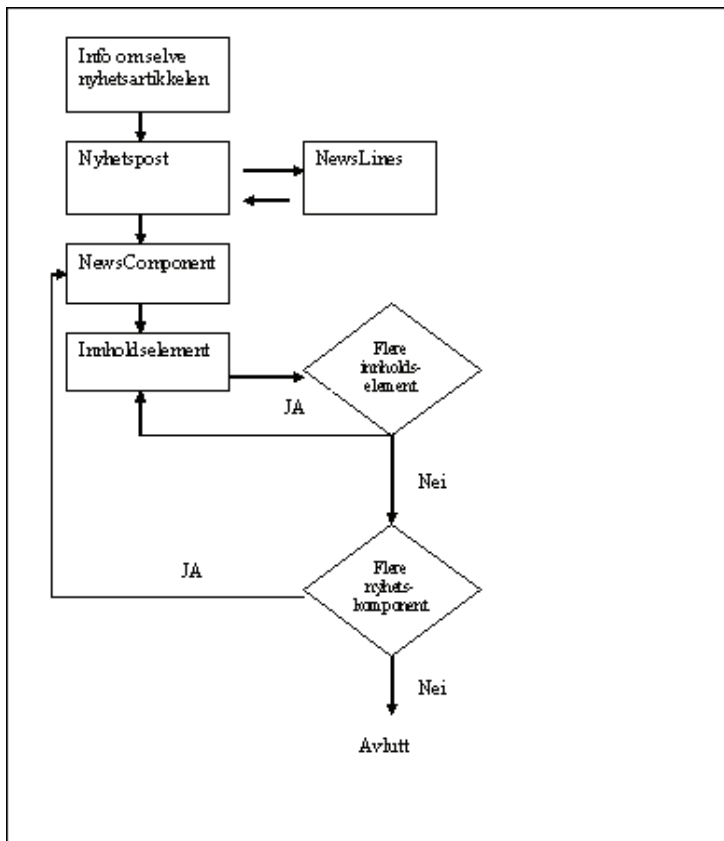 Info om selve
nyhetsartikkelen
Nyhetspost
NewsLines
NewsComponent
Innholdselement
Flere
innholds-
element
JA
Nei
Flere
nyhets-
komponent
JA
Nei
Avlutt